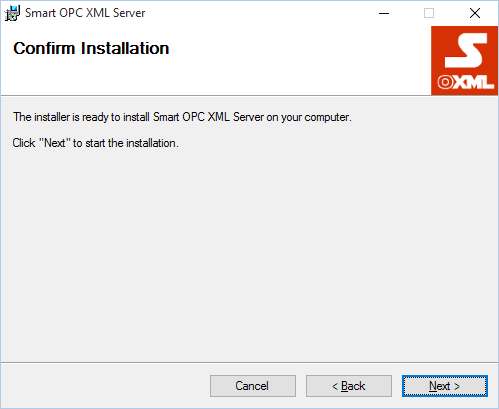 Smart OPC XML Server
Confirm Installation
S
OXML
The installer is ready to install Smart OPC XML Server on your computer.
Click "Next" to start the installation.
Cancel
< Back
Next >